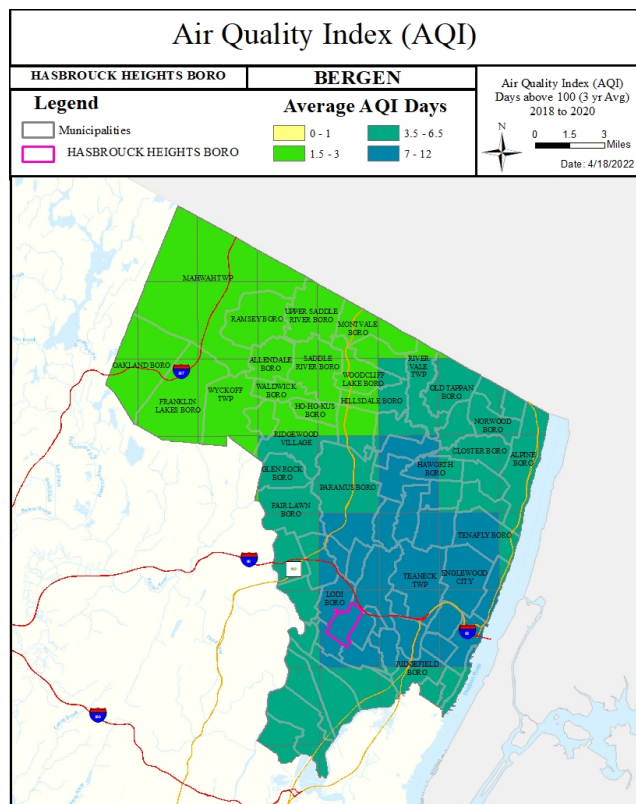 Air Quality Index (AQI)
HASBROUCK HEIGHTS BORO
BERGEN
Legend
Municipalities
HASBROUCK HEIGHTS BORO
Average AQI Days
0 - 1
1.5 - 3
3.5 - 6.5
7 - 12
Air Quality Index (AQI)
Days above 100 (3 yr Avg)
2018 to 2020
N
0 1.5 3
Miles
Date: 4/18/2022
MAHWAH TWP
RAMSEY BORO
UPPER SADDLE
RIVER BORO
MONTVALE
BORO
OAKLAND BORO
ALLENDALE
BORO
SADDLE
RIVER BORO
RIVER
VALE
TWP
WYCKOFF
TWP
WALDWICK
BORO
WOODCLIFF
LAKE BORO
OLD TAPPAN
BORO
FRANKLIN
LAKES BORO
HO-HO-KUS
BORO
HILLSDALE BORO
NORWOOD
BORO
RIDGEWOOD
VILLAGE
CLOSTER BORO
ALPINE
BORO
GLEN ROCK
BORO
PARAMUS BORO
HAWORTH
BORO
FAIR LAWN
BORO
TENAFLY BORO
TEANECK
TWP
ENGLEWOOD
CITY
LODI
BORO
RIDGEFIELD
BORO